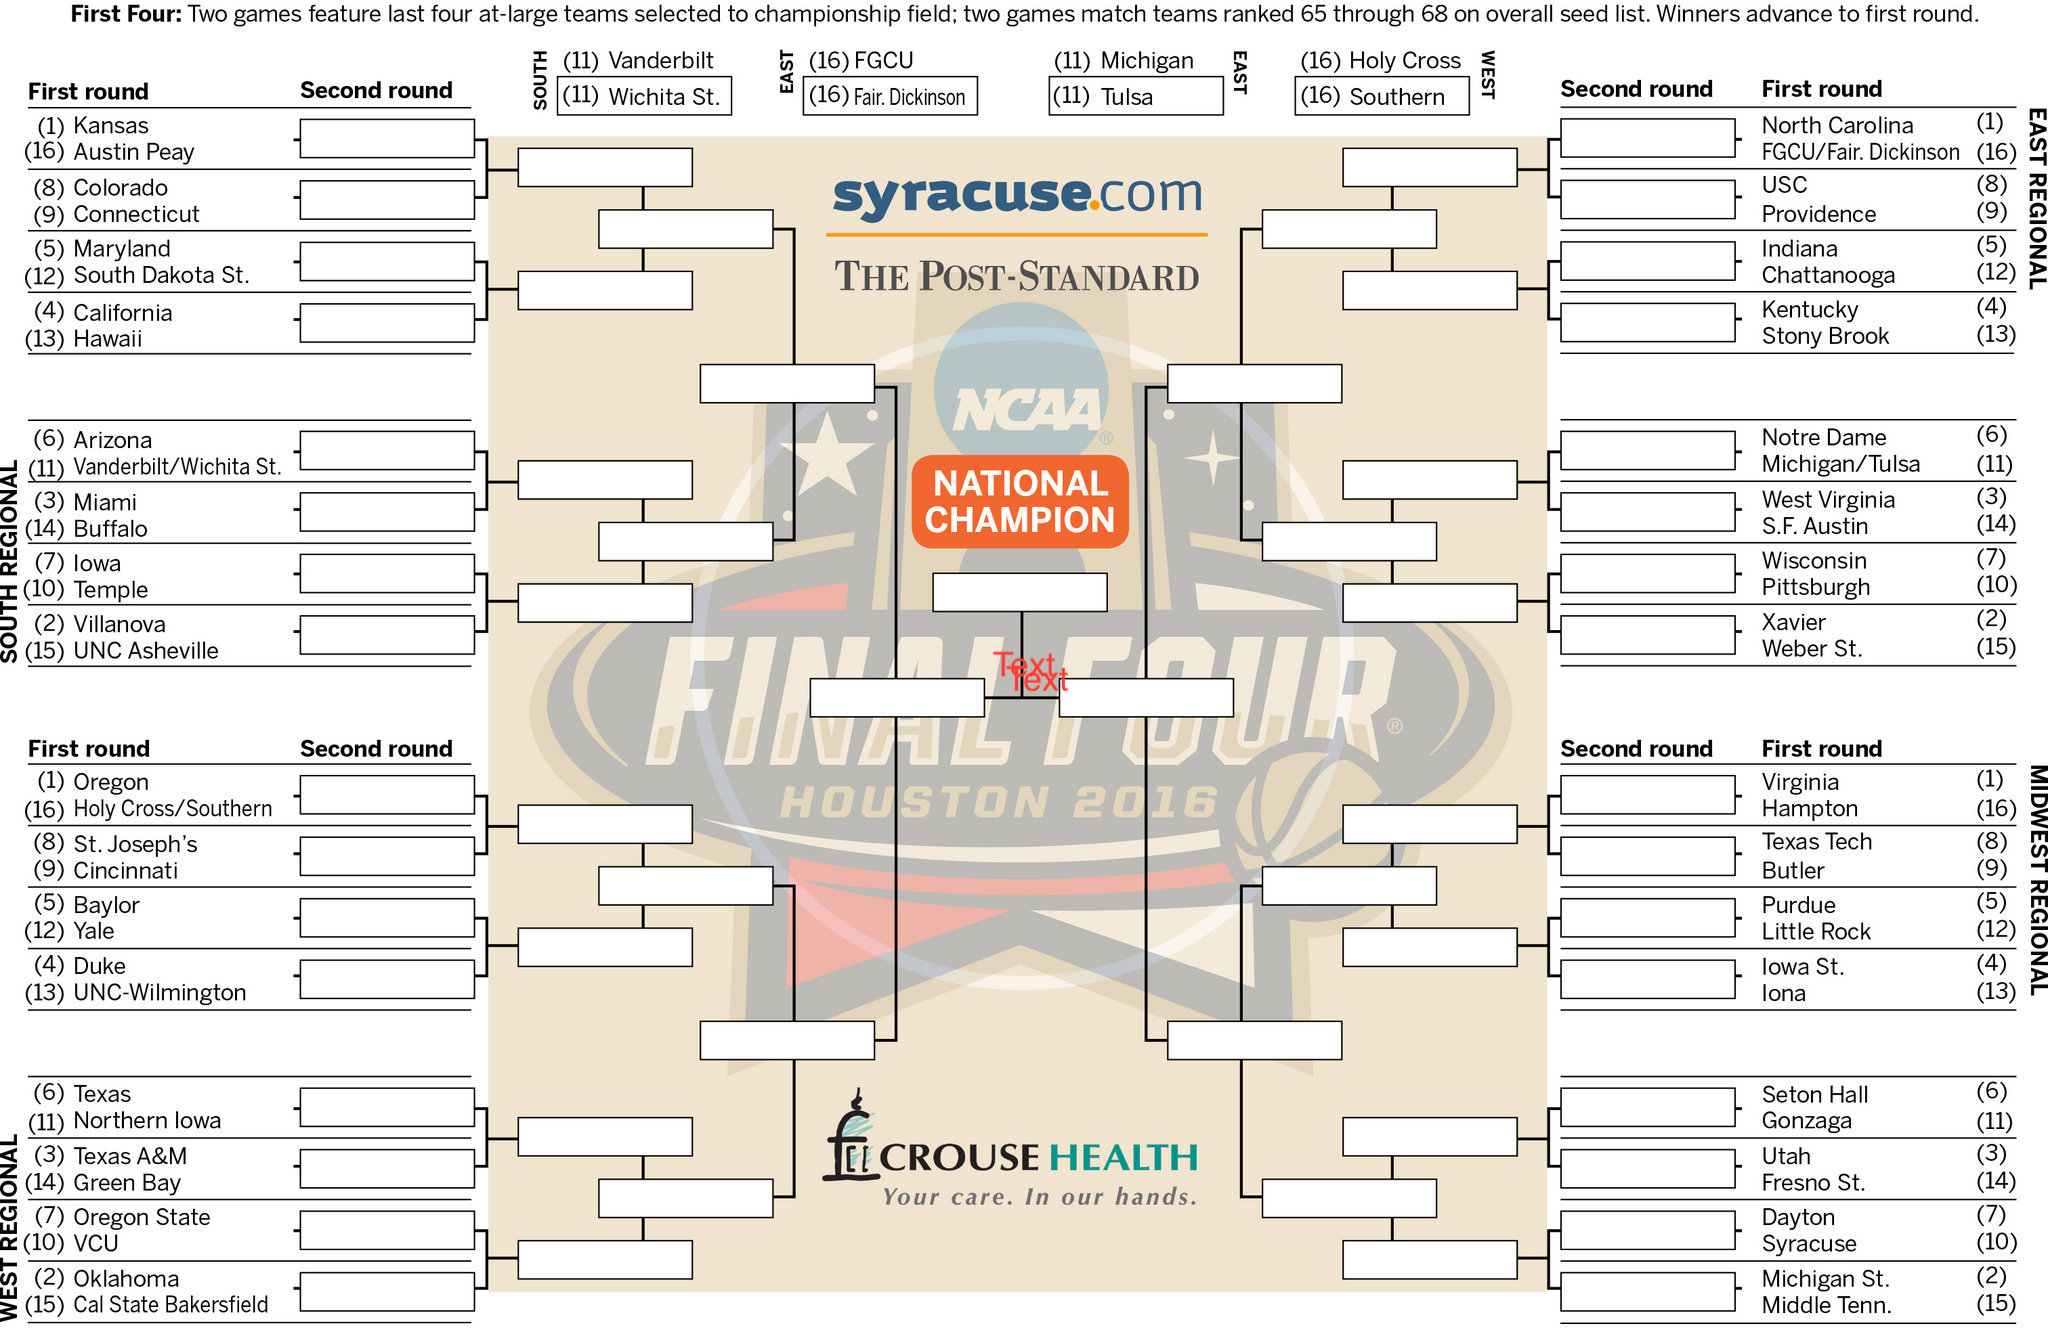 First Four: Two games feature last four at-large teams selected to championship field; two games match teams ranked 65 through 68 on overall seed list. Winners advance to first round.
SOUTH
(11) Vanderbilt
(11) Wichita St.
EAST
(16) FGCU
(16) Fair. Dickinson
(11) Michigan
(11) Tulsa
EAST
(16) Holy Cross
(16) Southern
WEST
First round
Second round
(1) Kansas
(16) Austin Peay
(8) Colorado
(9) Connecticut
(5) Maryland
(12) South Dakota St.
(4) California
(13) Hawaii
(6) Arizona
(11) Vanderbilt/Wichita St.
(3) Miami
(14) Buffalo
(7) Iowa
(10) Temple
(2) Villanova
(15) UNC Asheville
SOUTH REGIONAL
First round
Second round
(1) Oregon
(16) Holy Cross/Southern
(8) St. Joseph's
(9) Cincinnati
(5) Baylor
(12) Yale
(4) Duke
(13) UNC-Wilmington
(6) Texas
(11) Northern Iowa
(3) Texas A&M
(14) Green Bay
(7) Oregon State
(10) VCU
(2) Oklahoma
(15) Cal State Bakersfield
WEST REGIONAL
syracuse.com
THE POST-STANDARD
NCAA®
NATIONAL
CHAMPION
Text
Text
FINAL FOUR®
HOUSTON 2016
CROUSE HEALTH
Your care. In our hands.
Second round
First round
North Carolina (1)
FGCU/Fair. Dickinson (16)
USC (8)
Providence (9)
Indiana (5)
Chattanooga (12)
Kentucky (4)
Stony Brook (13)
EAST REGIONAL
Notre Dame (6)
Michigan/Tulsa (11)
West Virginia (3)
S.F. Austin (14)
Wisconsin (7)
Pittsburgh (10)
Xavier (2)
Weber St. (15)
Second round
First round
Virginia (1)
Hampton (16)
Texas Tech (8)
Butler (9)
Purdue (5)
Little Rock (12)
Iowa St. (4)
Iona (13)
MIDWEST REGIONAL
Seton Hall (6)
Gonzaga (11)
Utah (3)
Fresno St. (14)
Dayton (7)
Syracuse (10)
Michigan St. (2)
Middle Tenn. (15)